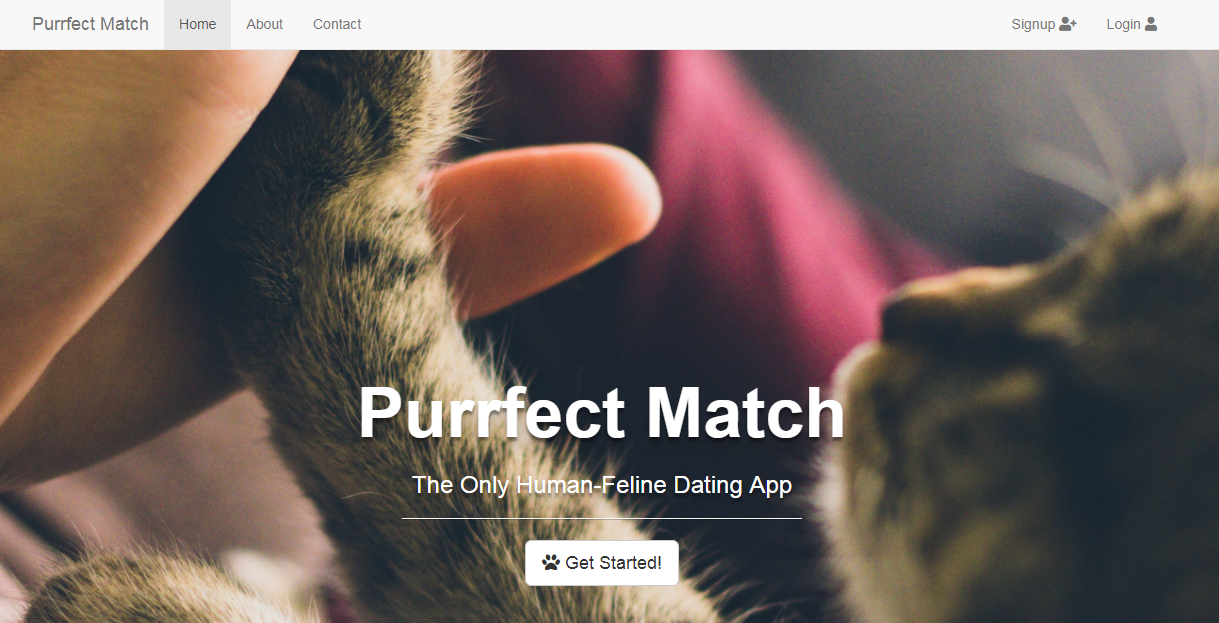 Purrfect Match Home About Contact Signup Login
Purrfect Match
The Only Human-Feline Dating App
Get Started!